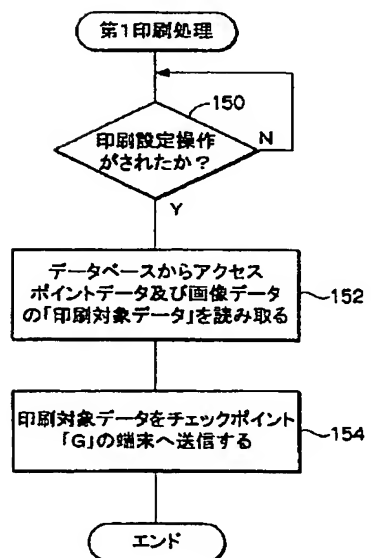 第1印刷処理
150
印刷設定操作
がされたか?
N
Y
データベースからアクセス
ポイントデータ及び画像データ
の「印刷対象データ」を読み取る
152
印刷対象データをチェックポイント
「G」の端末へ送信する
154
エンド